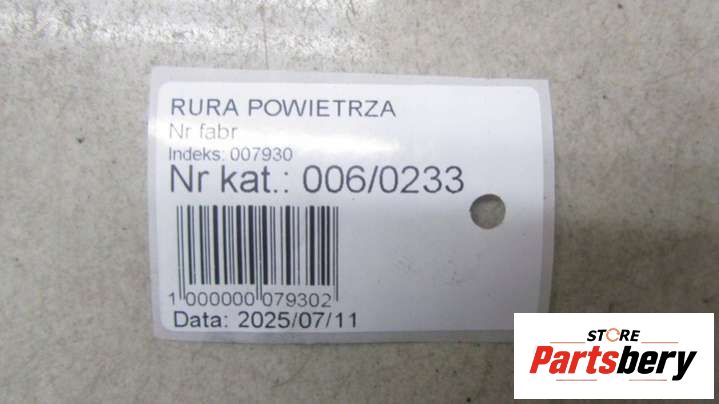 RURA POWIETRZA
Nr fabr
Indeks: 007930
Nr kat.: 006/0233
1 000000 079302
Data: 2025/07/11
STORE
Partsbery